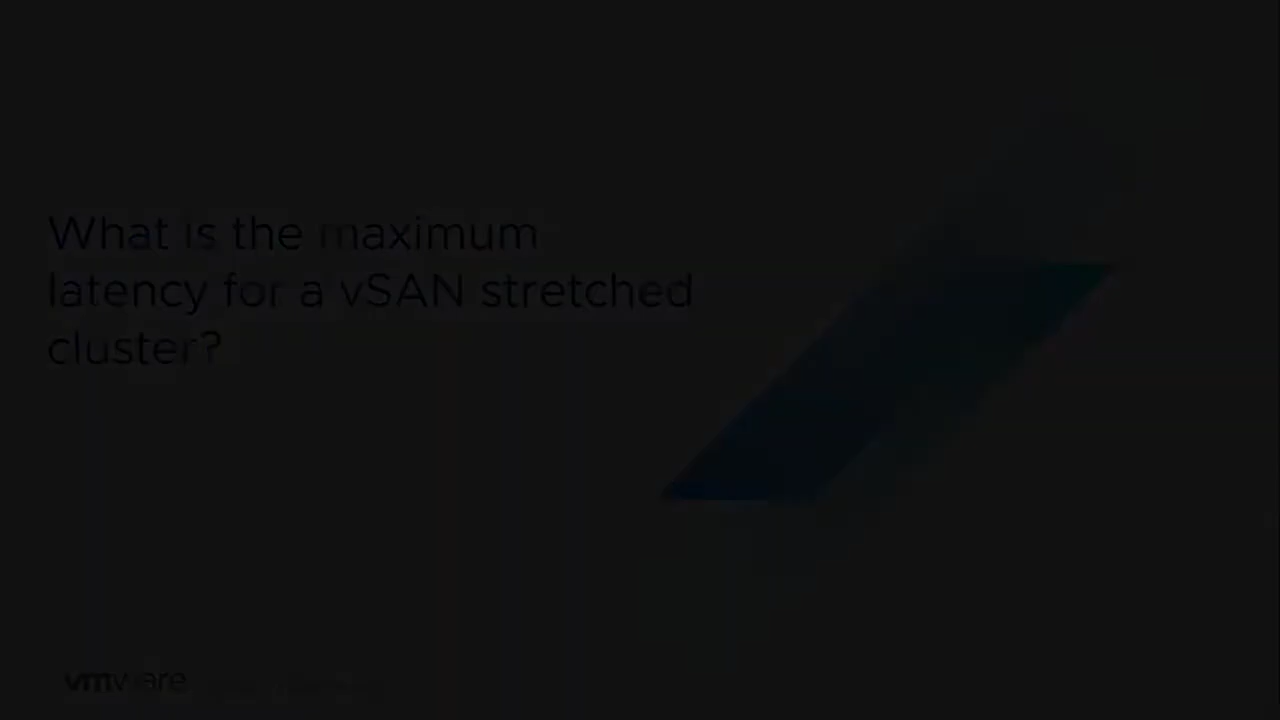 What is the maximum
latency for a vSAN stretched
cluster?
vmware